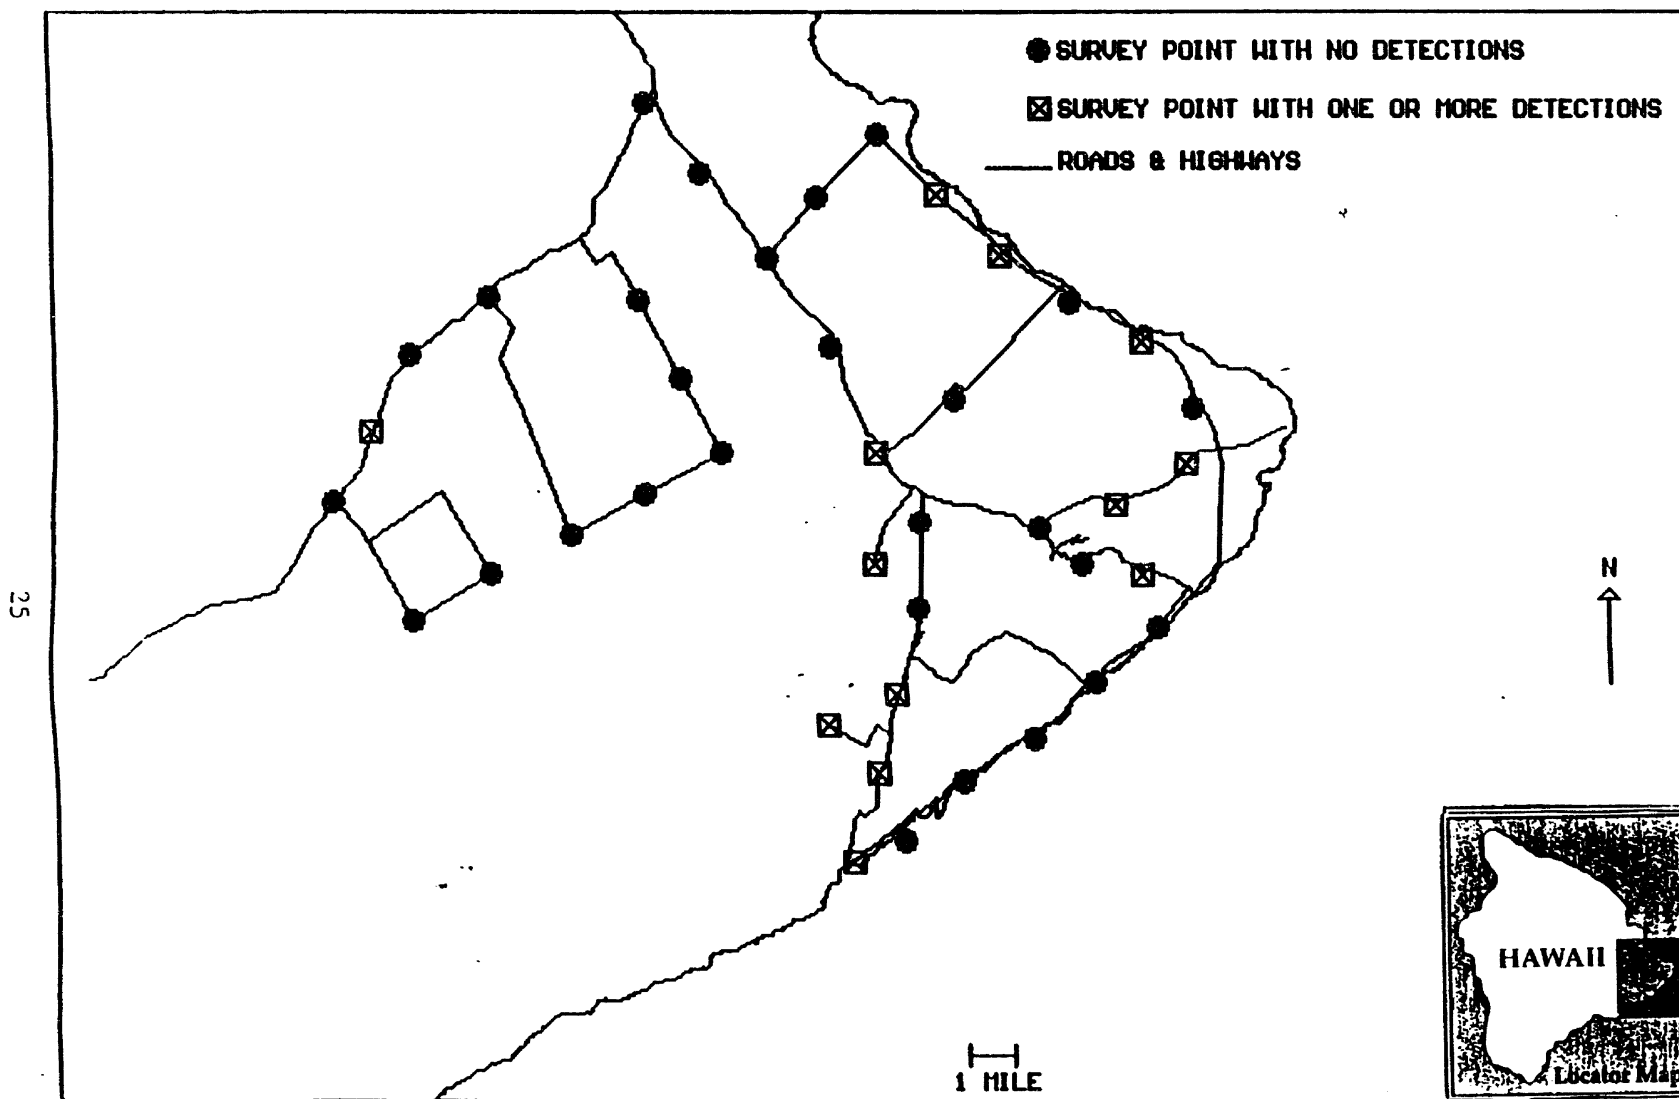 SURVEY POINT WITH NO DETECTIONS
SURVEY POINT WITH ONE OR MORE DETECTIONS
ROADS & HIGHWAYS
25
N
HAWAII
Locator Map
1 MILE